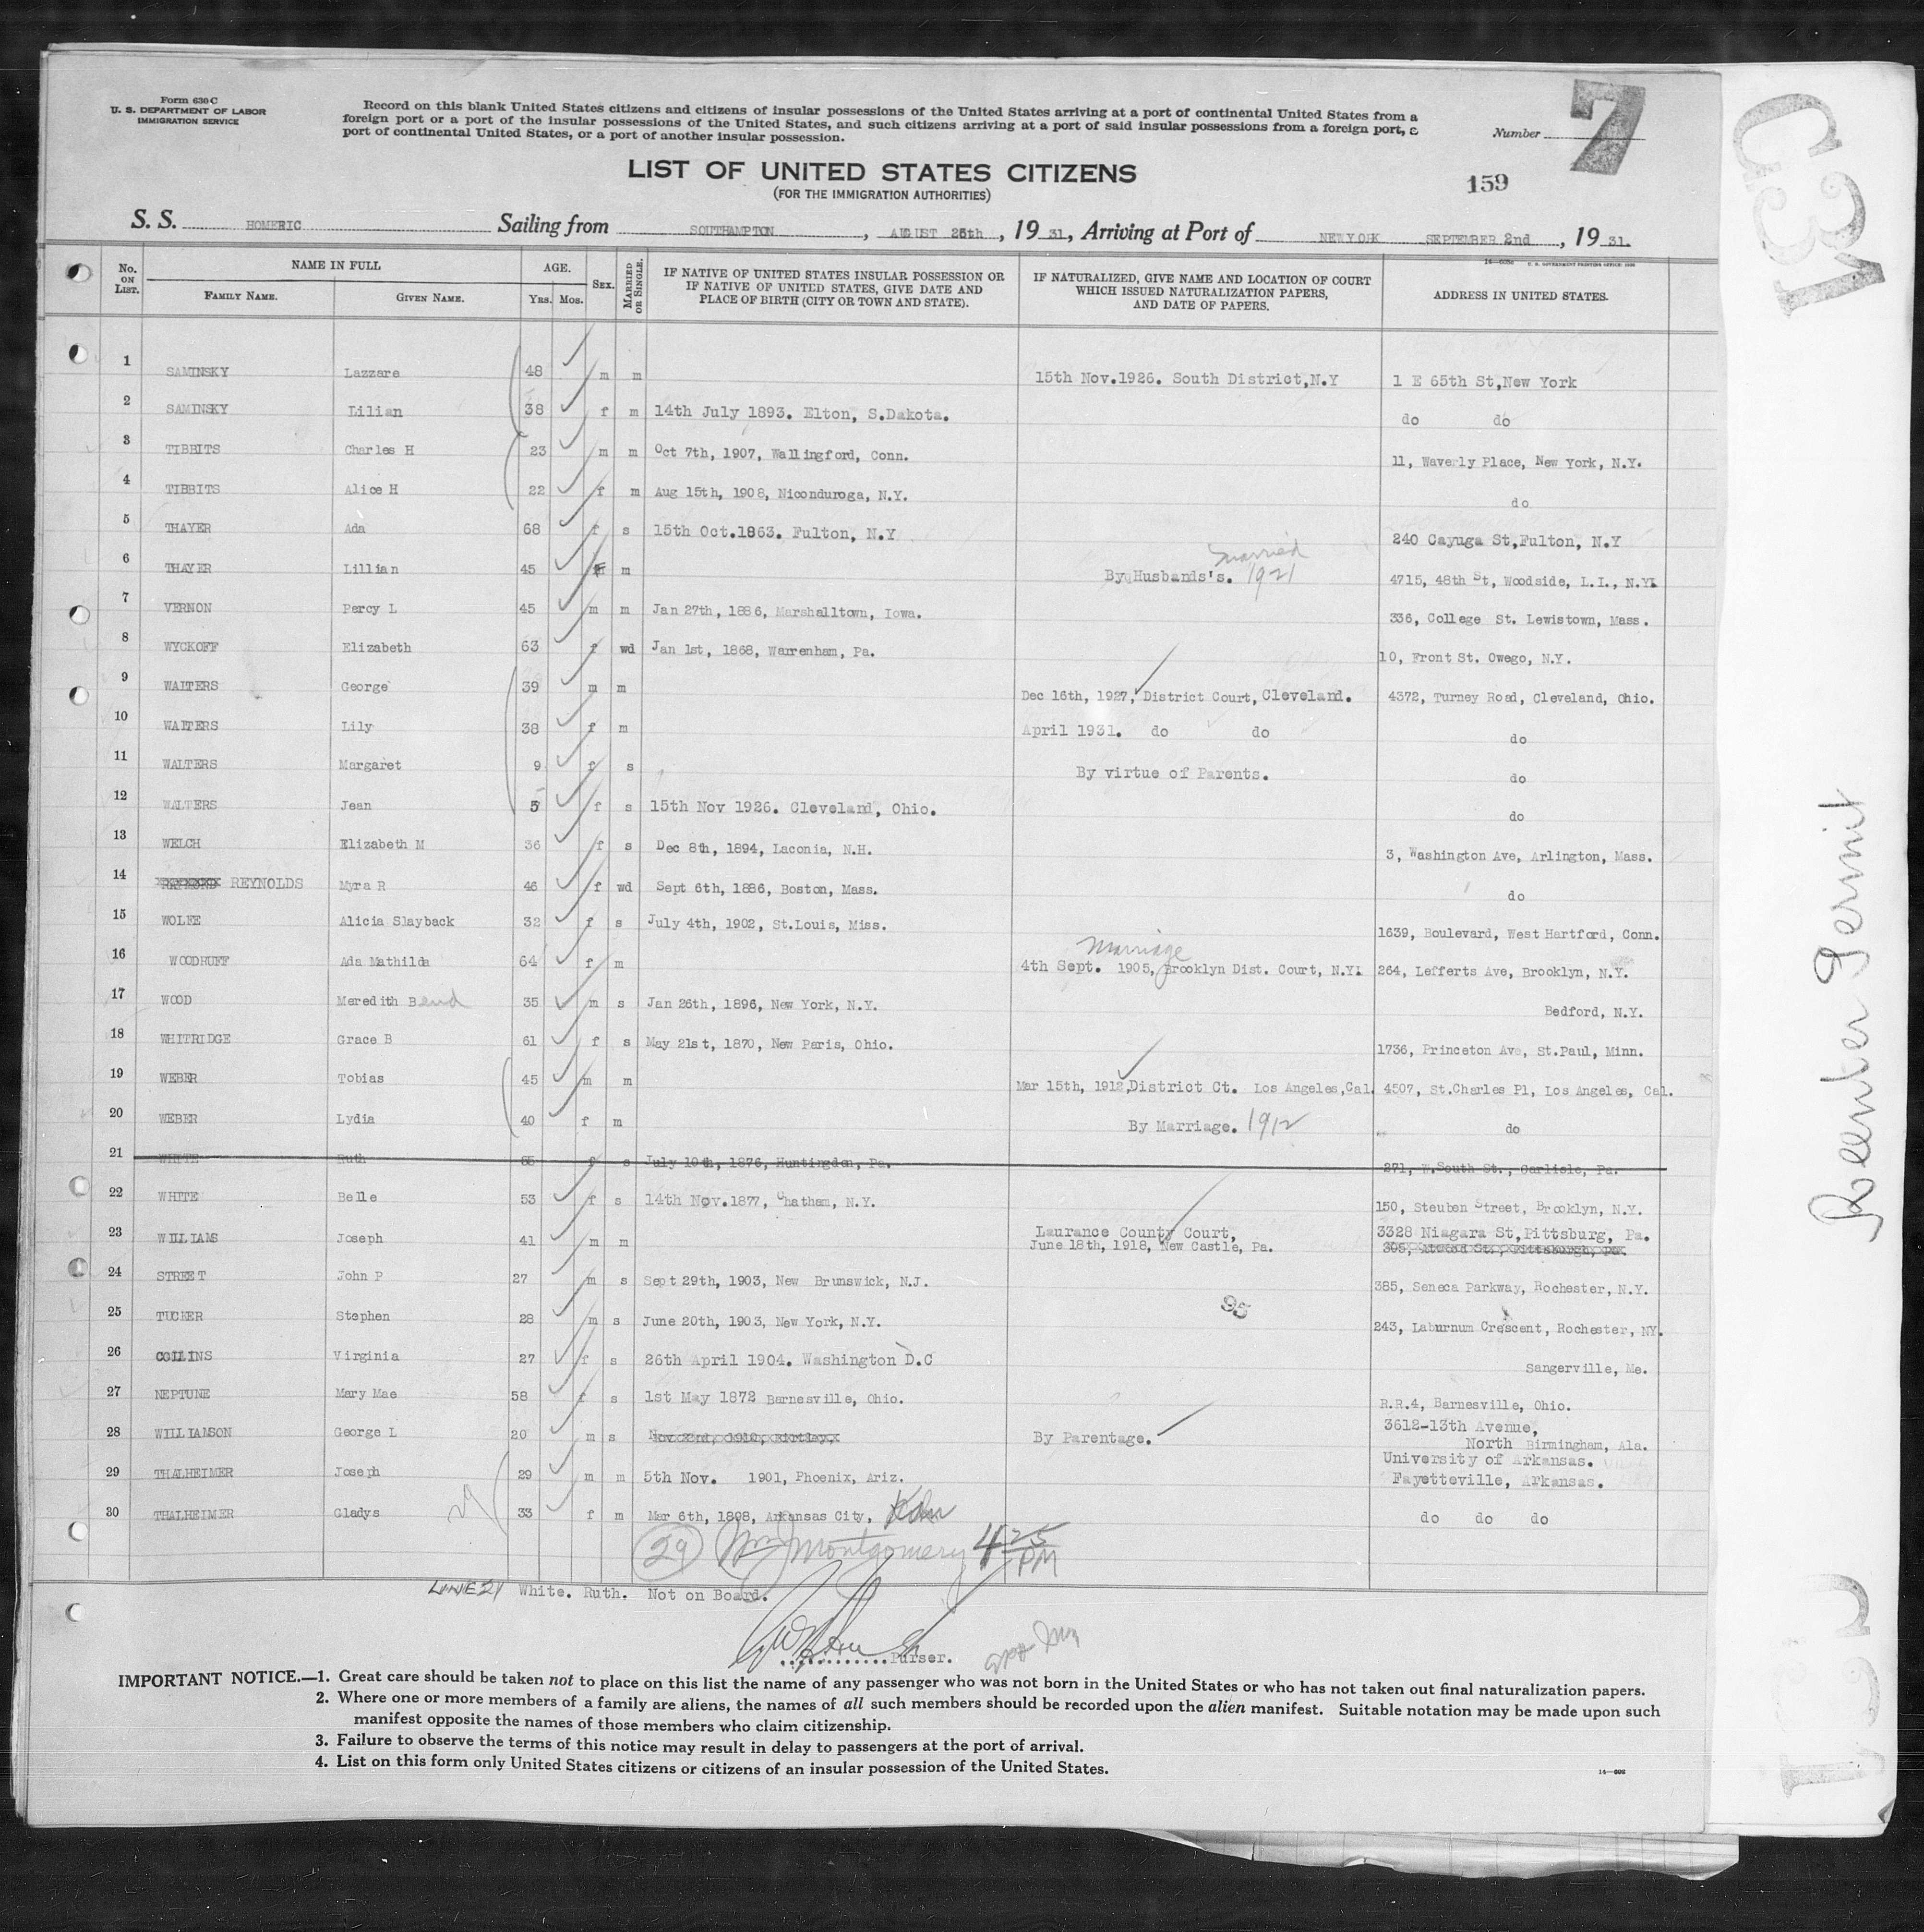 Form 630 C
U. S. DEPARTMENT OF LABOR
IMMIGRATION SERVICE
Record on this blank United States citizens and citizens of insular possessions of the United States arriving at a port of continental United States from a
foreign port or a port of the insular possessions of the United States, and such citizens arriving at a port of said insular possessions from a foreign port, a
port of continental United States, or a port of another insular possession.
Number
7
LIST OF UNITED STATES CITIZENS
(FOR THE IMMIGRATION AUTHORITIES)
159
S. S. HOMERIC Sailing from SOUTHAMPTON, AUGUST 26th, 19 31, Arriving at Port of NEWYORK SEPTEMBER 2nd, 19 31.
No. ON LIST. NAME IN FULL FAMILY NAME. GIVEN NAME. AGE. Yrs. Mos. SEX. MARRIED OR SINGLE. IF NATIVE OF UNITED STATES INSULAR POSSESSION OR IF NATIVE OF UNITED STATES, GIVE DATE AND PLACE OF BIRTH (CITY OR TOWN AND STATE). IF NATURALIZED, GIVE NAME AND LOCATION OF COURT WHICH ISSUED NATURALIZATION PAPERS, AND DATE OF PAPERS. ADDRESS IN UNITED STATES.
1 SAMINSKY Lazzare 48 m m 15th Nov.1926. South District,N.Y 1 E 65th St,New York
2 SAMINSKY Lilian 38 f m 14th July 1893. Elton, S.Dakota. do do
3 TIBBITS Charles H 23 m m Oct 7th, 1907, Wallingford, Conn. 11, Waverly Place, New York, N.Y.
4 TIBBITS Alice H 22 f m Aug 15th, 1908, Niconduroga, N.Y. do
5 THAYER Ada 68 f s 15th Oct.1863. Fulton, N.Y 240 Cayuga St,Fulton, N.Y
6 THAYER Lillian 45 F m By Husbands's. married 1921 4715, 48th St, Woodside, L.I., N.Y.
7 VERNON Percy L 45 m m Jan 27th, 1886, Marshalltown, Iowa. 336, College St. Lewistown, Mass.
8 WYCKOFF Elizabeth 63 f wd Jan 1st, 1868, Warrenham, Pa. 10, Front St. Owego, N.Y.
9 WALTERS George 39 m m Dec 16th, 1927, District Court, Cleveland. 4372, Turney Road, Cleveland, Ohio.
10 WALTERS Lily 38 f m April 1931. do do do
11 WALTERS Margaret 9 f s By virtue of Parents. do
12 WALTERS Jean 5 f s 15th Nov 1926. Cleveland, Ohio. do
13 WELCH Elizabeth M 36 f s Dec 8th, 1894, Laconia, N.H. 3, Washington Ave, Arlington, Mass.
14 REYNOLDS Myra R 46 f wd Sept 6th, 1886, Boston, Mass. do
15 WOLFE Alicia Slayback 32 f s July 4th, 1902, St.Louis, Miss. 1639, Boulevard, West Hartford, Conn.
16 WOODRUFF Ada Mathilda 64 f m Marriage 4th Sept. 1905, Brooklyn Dist. Court, N.Y. 264, Lefferts Ave, Brooklyn, N.Y.
17 WOOD Meredith Bend 35 m s Jan 26th, 1896, New York, N.Y. Bedford, N.Y.
18 WHITRIDGE Grace B 61 f s May 21st, 1870, New Paris, Ohio. 1736, Princeton Ave, St.Paul, Minn.
19 WEBER Tobias 45 m m Mar 15th, 1912,District Ct. Los Angeles,Cal. 4507, St.Charles Pl, Los Angeles, Cal.
20 WEBER Lydia 40 f m By Marriage. 1912 do
21 WHITE Ruth 55 f s July 10th, 1876, Huntingdon, Pa. 271, W.South St., Carlisle, Pa.
22 WHITE Belle 53 f s 14th Nov.1877, Chatham, N.Y. 150, Steuben Street, Brooklyn, N.Y.
23 WILLIAMS Joseph 41 m m Laurance County Court, June 18th, 1918, New Castle, Pa. 3328 Niagara St,Pittsburg, Pa.
24 STREET John P 27 m s Sept 29th, 1903, New Brunswick, N.J. 385, Seneca Parkway, Rochester, N.Y.
95
25 TUCKER Stephen 28 m s June 20th, 1903, New York, N.Y. 243, Laburnum Crescent, Rochester, NY.
26 COLLINS Virginia 27 f s 26th April 1904. Washington D.C Sangerville, Me.
27 NEPTUNE Mary Mae 58 f s 1st May 1872 Barnesville, Ohio. R.R.4, Barnesville, Ohio.
28 WILLIAMSON George L 20 m s By Parentage. 3612-13th Avenue, North Birmingham, Ala.
29 THALHEIMER Joseph 29 m m 5th Nov. 1901, Phoenix, Ariz. University of Arkansas. Fayetteville, Arkansas.
30 THALHEIMER Gladys 33 f m Mar 6th, 1898, Arkansas City, do do do
29
(29) Wm J Montgomery 4 25 PM
LINE 21 White. Ruth. Not on Board.
Purser.
IMPORTANT NOTICE.—1. Great care should be taken not to place on this list the name of any passenger who was not born in the United States or who has not taken out final naturalization papers.
2. Where one or more members of a family are aliens, the names of all such members should be recorded upon the alien manifest. Suitable notation may be made upon such
manifest opposite the names of those members who claim citizenship.
3. Failure to observe the terms of this notice may result in delay to passengers at the port of arrival.
4. List on this form only United States citizens or citizens of an insular possession of the United States.
Reenter Permit